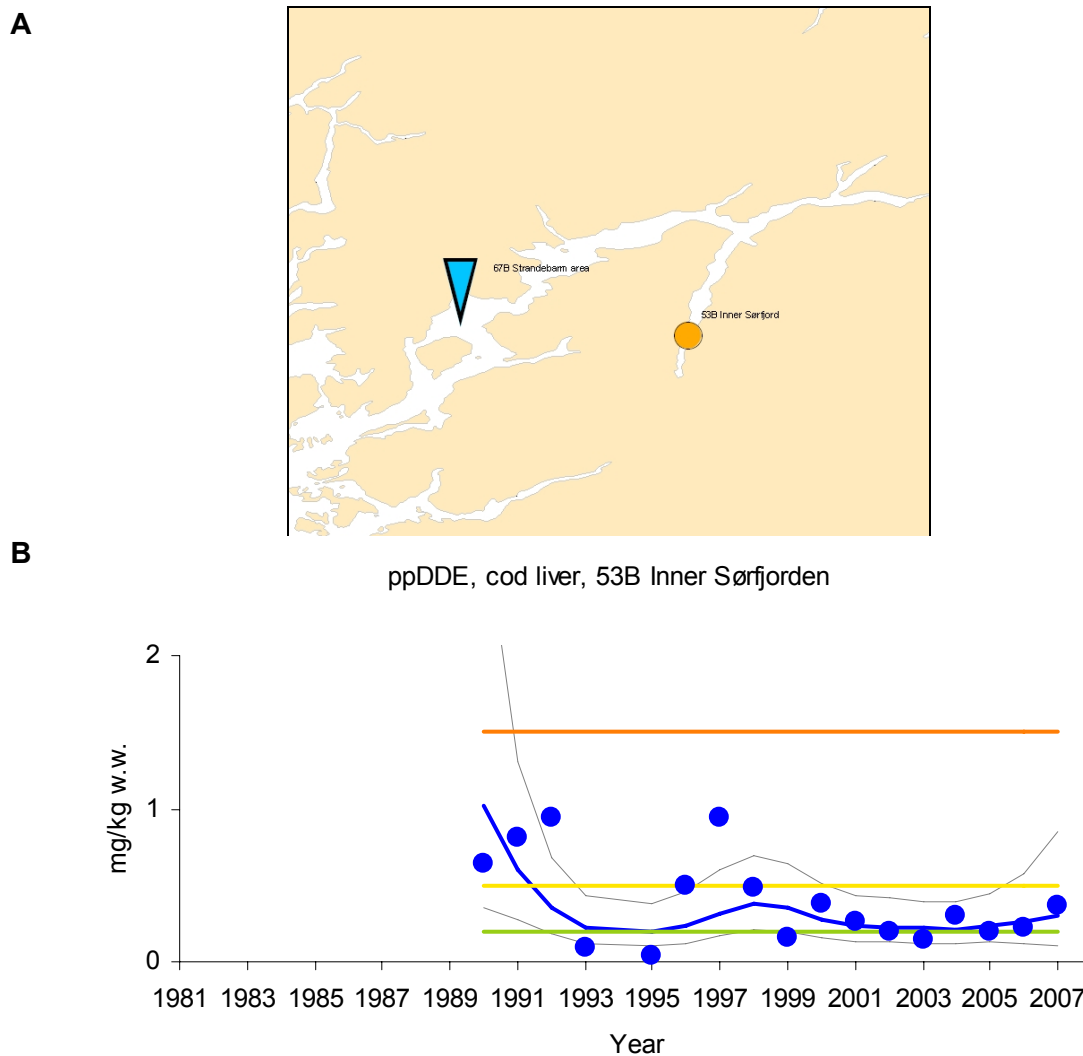 A
67B Strandebarm area
53B Inner Sørfjord
B
ppDDE, cod liver, 53B Inner Sørfjorden
2
1
0
mg/kg w.w.
1981 1983 1985 1987 1989 1991 1993 1995 1997 1999 2001 2003 2005 2007
Year